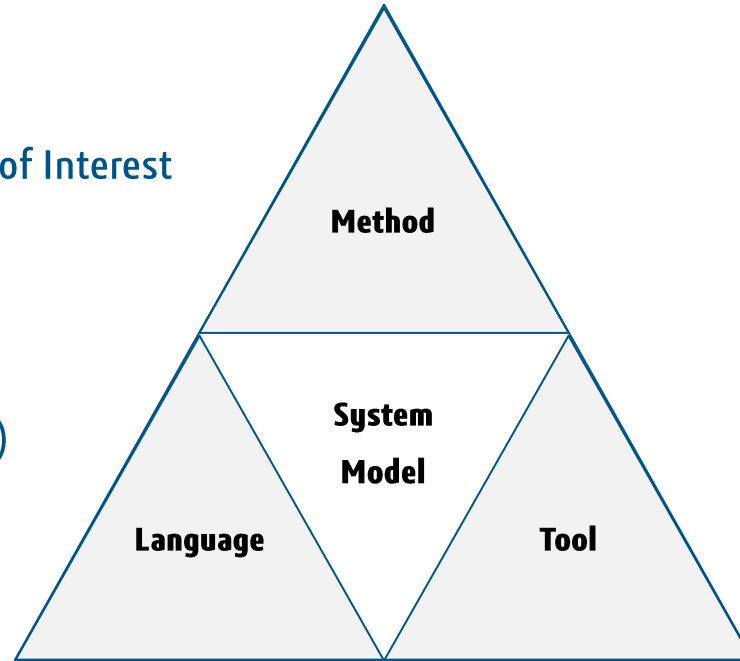 of Interest
Method
)
System
Model
Language
Tool